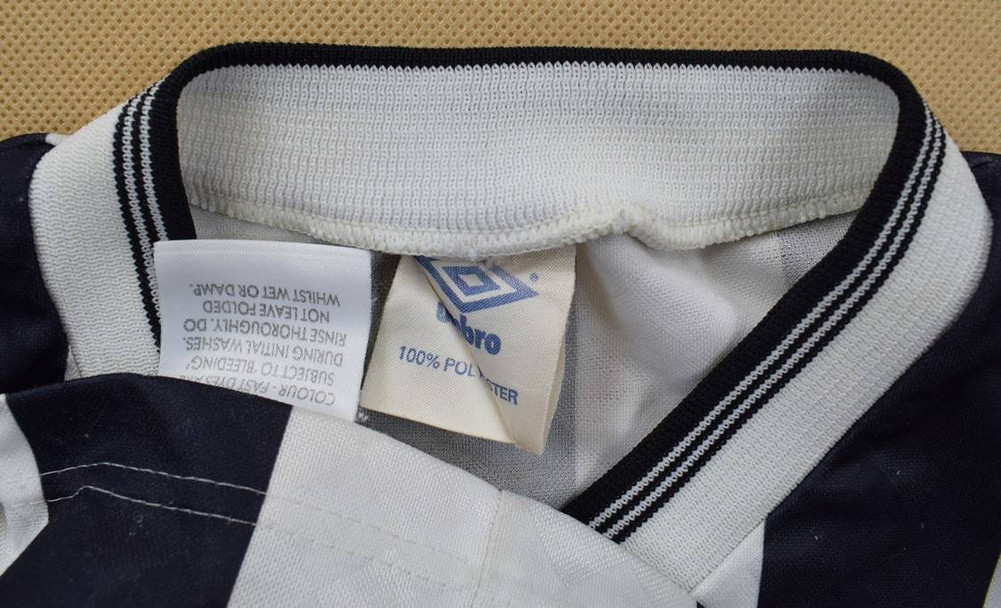 COLOUR - FAST DYES ARE
SUBJECT TO 'BLEEDING'
DURING INITIAL WASHES.
RINSE THOROUGHLY. DO
NOT LEAVE FOLDED
WHILST WET OR DAMP.
umbro
®
100% POLYESTER